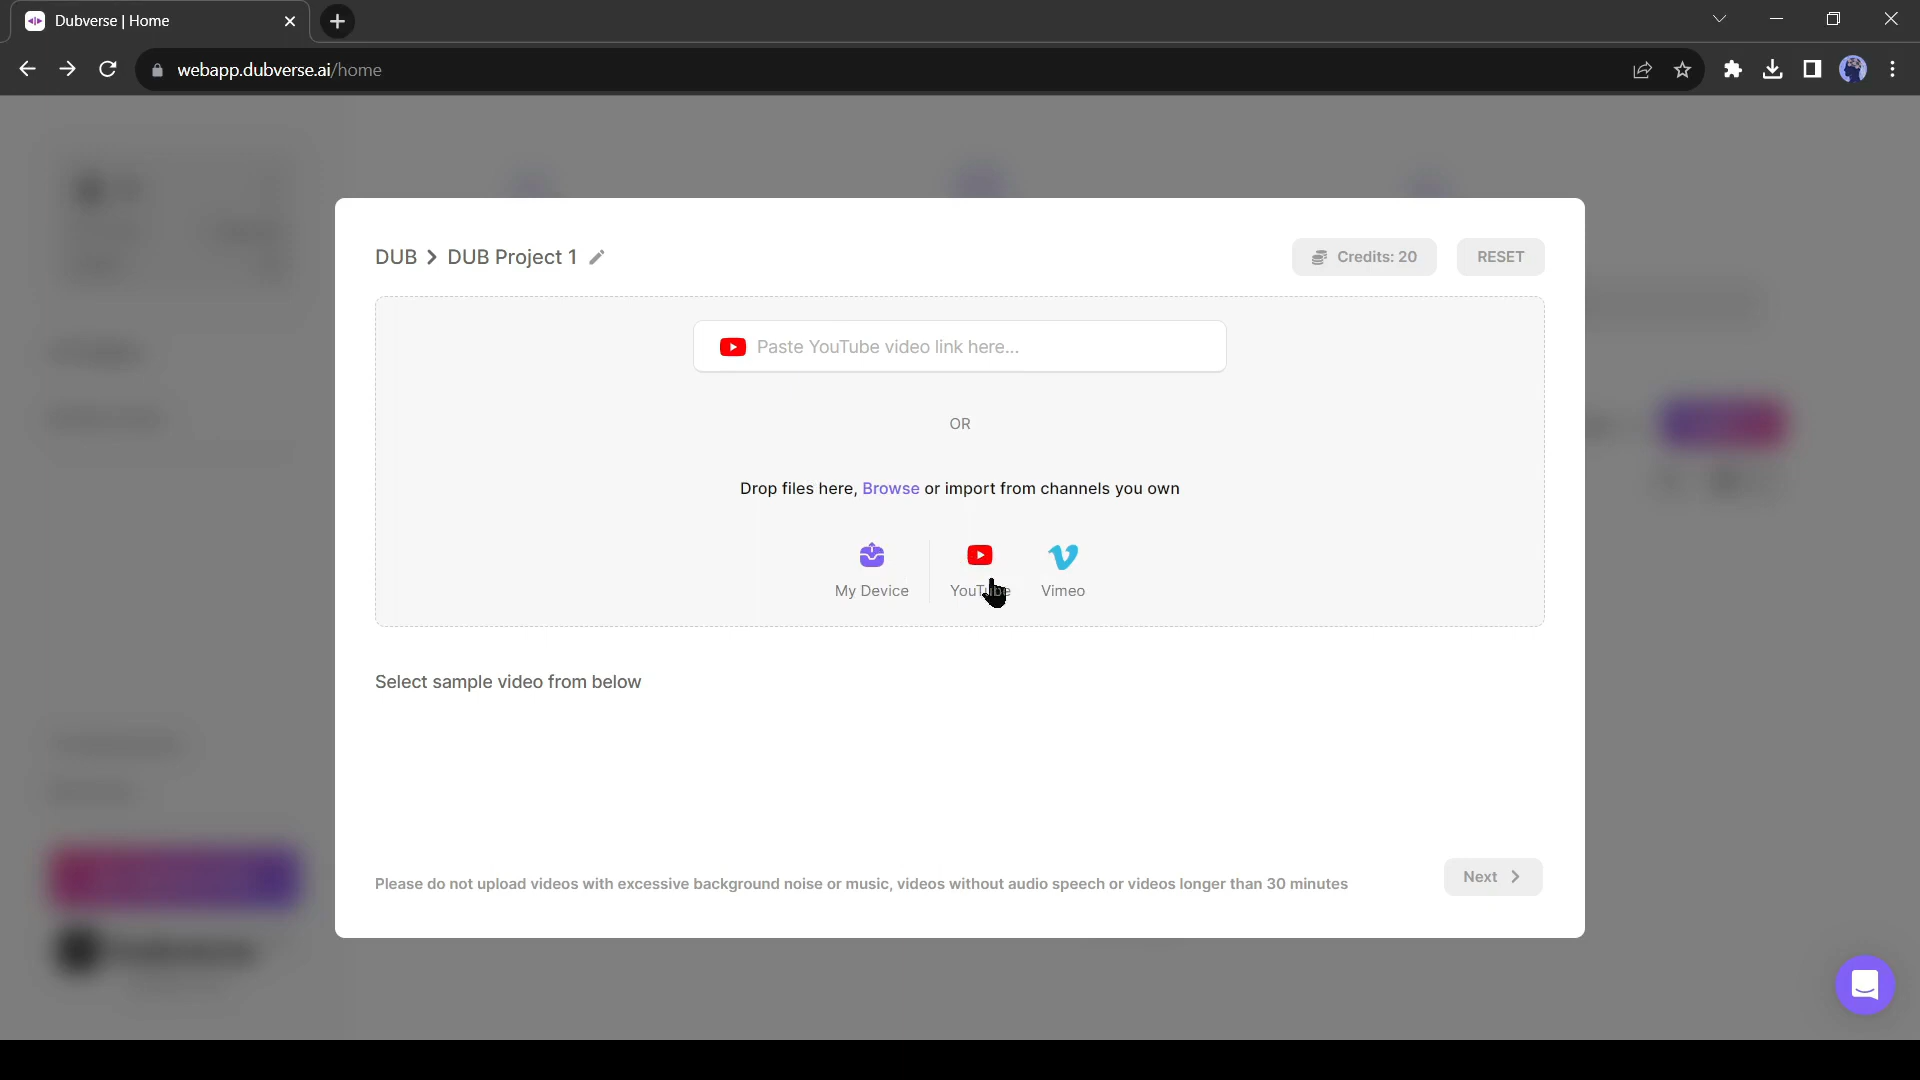 Dubverse | Home
webapp.dubverse.ai/home
DUB > DUB Project 1
Credits: 20
RESET
Paste YouTube video link here...
OR
Drop files here, Browse or import from channels you own
My Device
YouTube
Vimeo
Select sample video from below
Please do not upload videos with excessive background noise or music, videos without audio speech or videos longer than 30 minutes
Next >